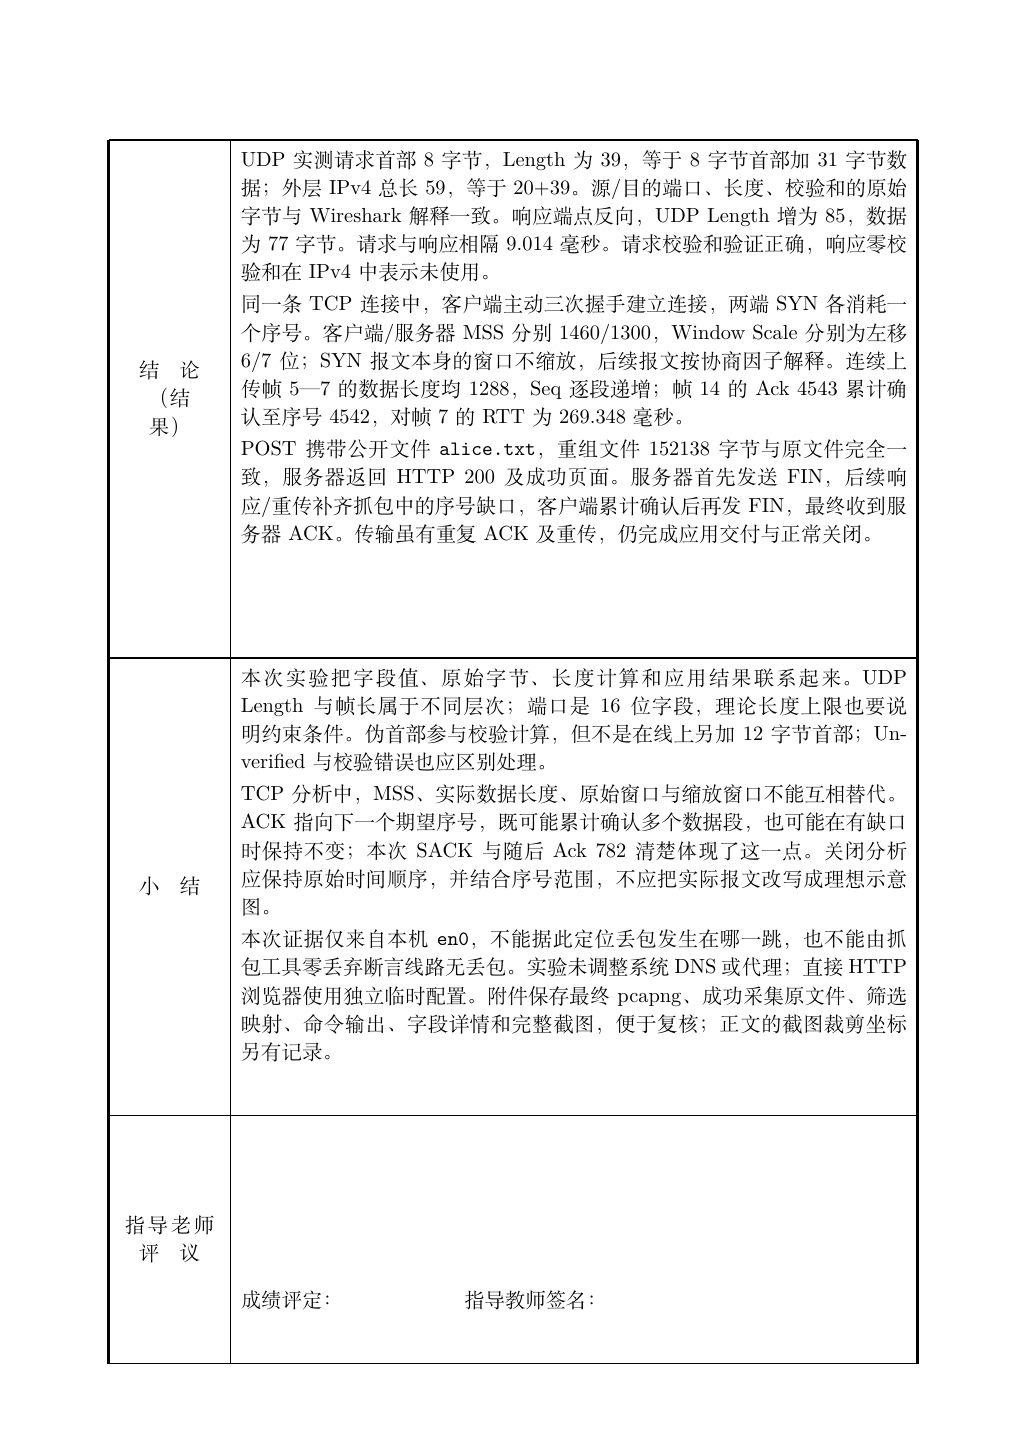 结 论
（结
果）
UDP 实测请求首部 8 字节，Length 为 39，等于 8 字节首部加 31 字节数
据；外层 IPv4 总长 59，等于 20+39。源/目的端口、长度、校验和的原始
字节与 Wireshark 解释一致。响应端点反向，UDP Length 增为 85，数据
为 77 字节。请求与响应相隔 9.014 毫秒。请求校验和验证正确，响应零校
验和在 IPv4 中表示未使用。
同一条 TCP 连接中，客户端主动三次握手建立连接，两端 SYN 各消耗一
个序号。客户端/服务器 MSS 分别 1460/1300，Window Scale 分别为左移
6/7 位；SYN 报文本身的窗口不缩放，后续报文按协商因子解释。连续上
传帧 5—7 的数据长度均 1288，Seq 逐段递增；帧 14 的 Ack 4543 累计确
认至序号 4542，对帧 7 的 RTT 为 269.348 毫秒。
POST 携带公开文件 alice.txt，重组文件 152138 字节与原文件完全一
致，服务器返回 HTTP 200 及成功页面。服务器首先发送 FIN，后续响
应/重传补齐抓包中的序号缺口，客户端累计确认后再发 FIN，最终收到服
务器 ACK。传输虽有重复 ACK 及重传，仍完成应用交付与正常关闭。
小 结
本次实验把字段值、原始字节、长度计算和应用结果联系起来。UDP
Length 与帧长属于不同层次；端口是 16 位字段，理论长度上限也要说
明约束条件。伪首部参与校验计算，但不是在线上另加 12 字节首部；Un-
verified 与校验错误也应区别处理。
TCP 分析中，MSS、实际数据长度、原始窗口与缩放窗口不能互相替代。
ACK 指向下一个期望序号，既可能累计确认多个数据段，也可能在有缺口
时保持不变；本次 SACK 与随后 Ack 782 清楚体现了这一点。关闭分析
应保持原始时间顺序，并结合序号范围，不应把实际报文改写成理想示意
图。
本次证据仅来自本机 en0，不能据此定位丢包发生在哪一跳，也不能由抓
包工具零丢弃断言线路无丢包。实验未调整系统 DNS 或代理；直接 HTTP
浏览器使用独立临时配置。附件保存最终 pcapng、成功采集原文件、筛选
映射、命令输出、字段详情和完整截图，便于复核；正文的截图裁剪坐标
另有记录。
指导老师
评 议
成绩评定： 指导教师签名：